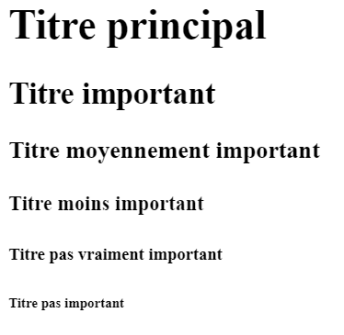 Titre principal
Titre important
Titre moyennement important
Titre moins important
Titre pas vraiment important
Titre pas important